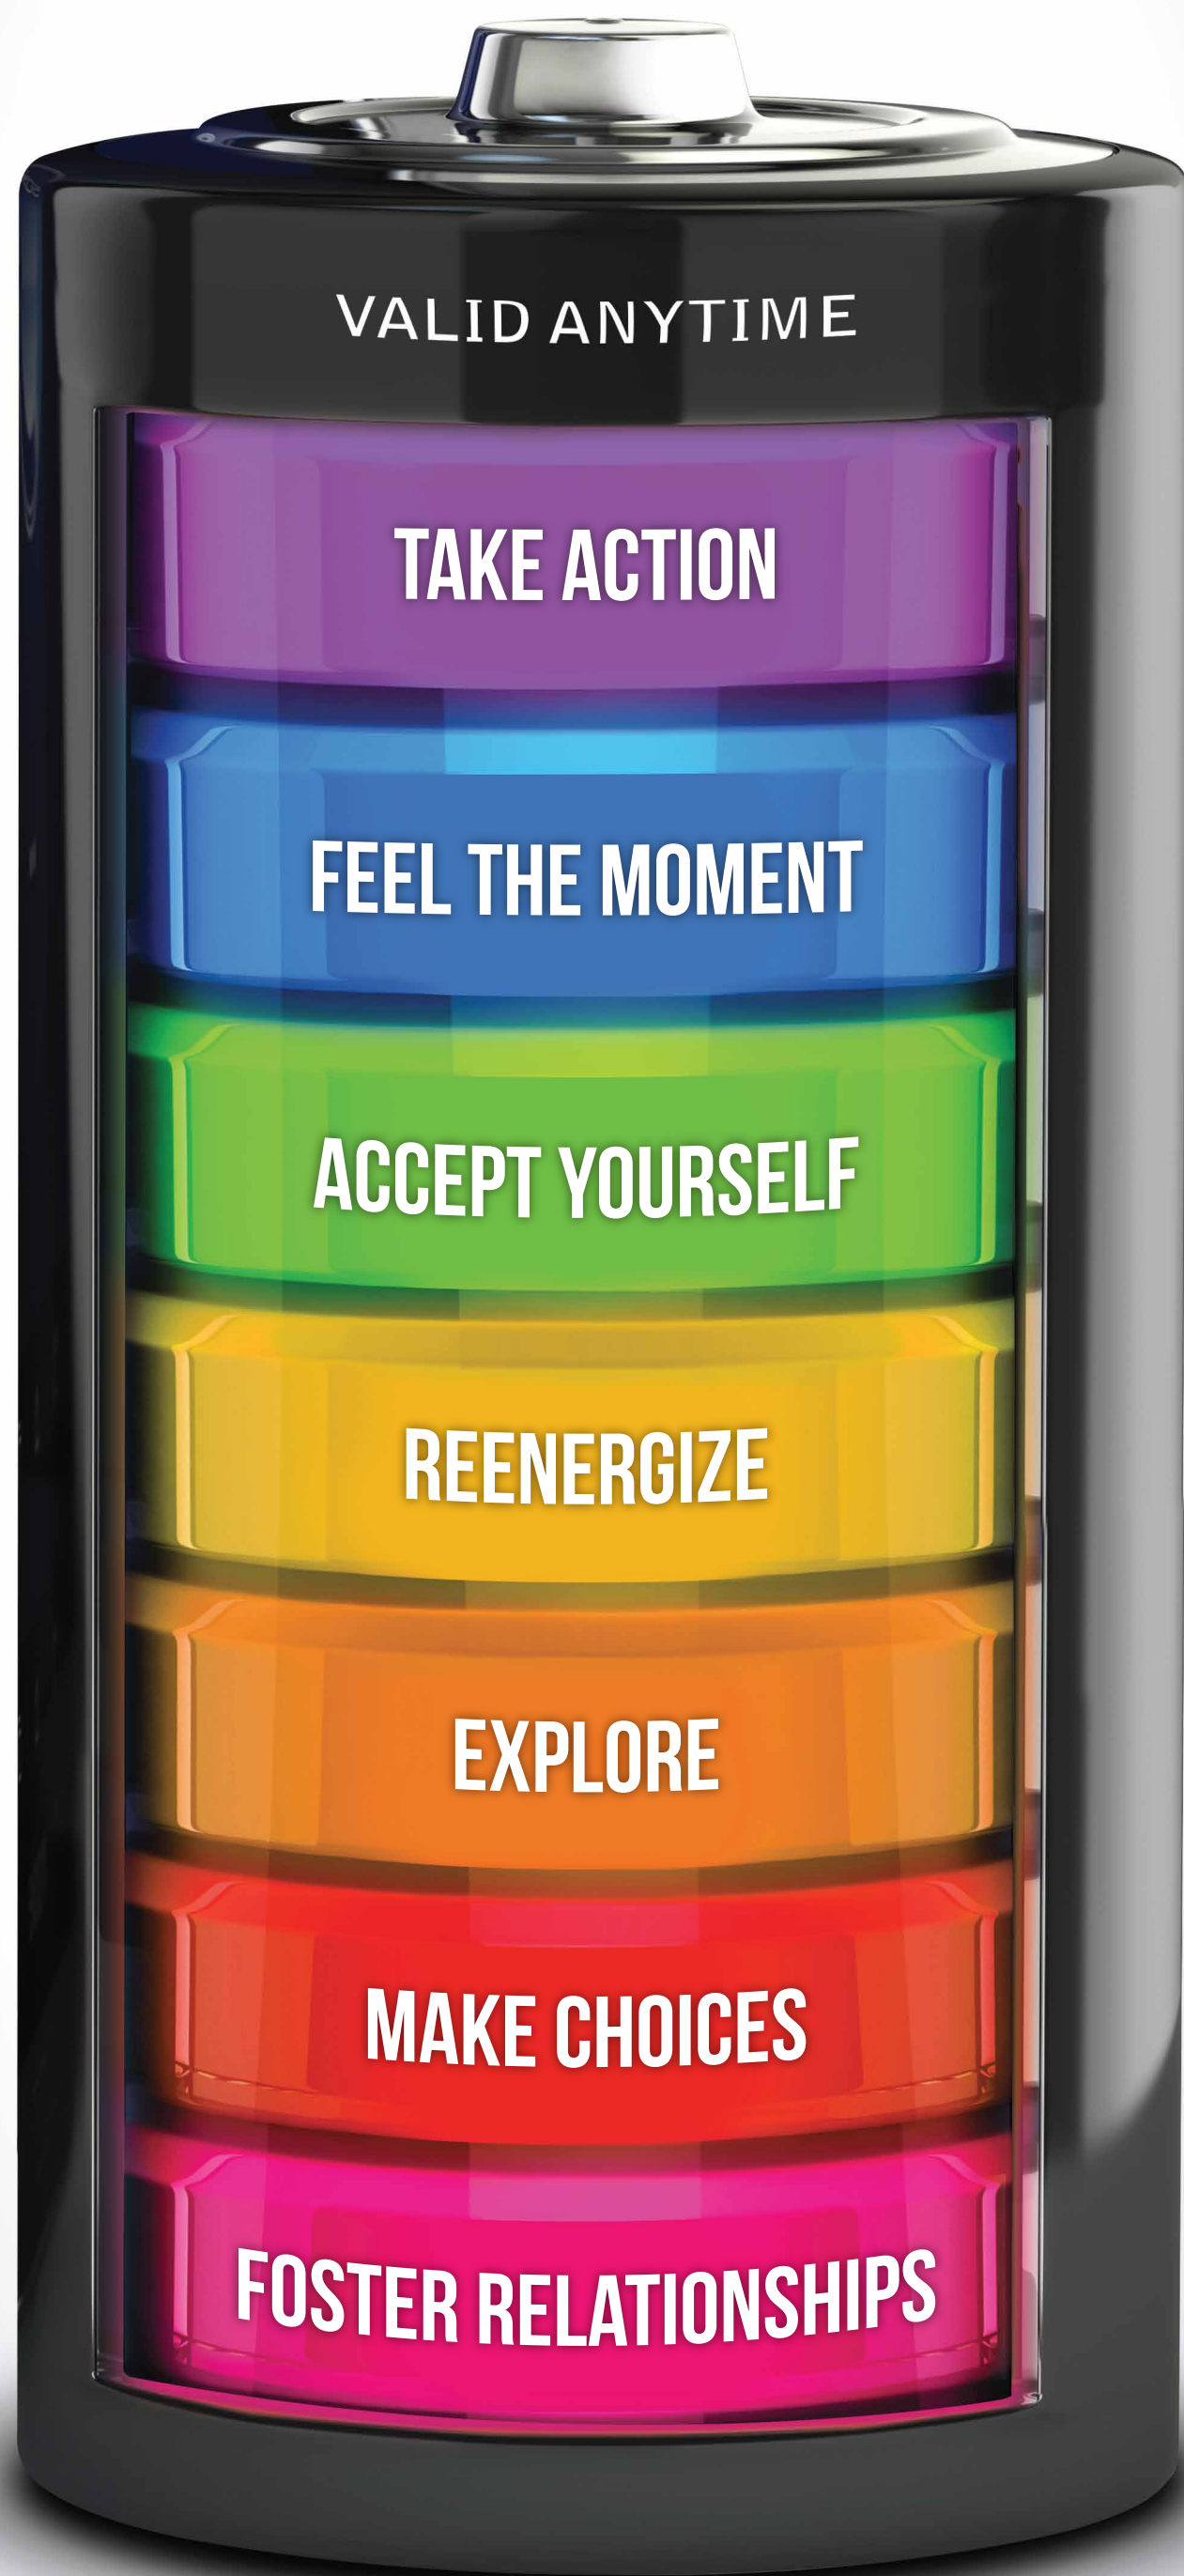 VALID ANYTIME
TAKE ACTION
FEEL THE MOMENT
ACCEPT YOURSELF
REENERGIZE
EXPLORE
MAKE CHOICES
FOSTER RELATIONSHIPS